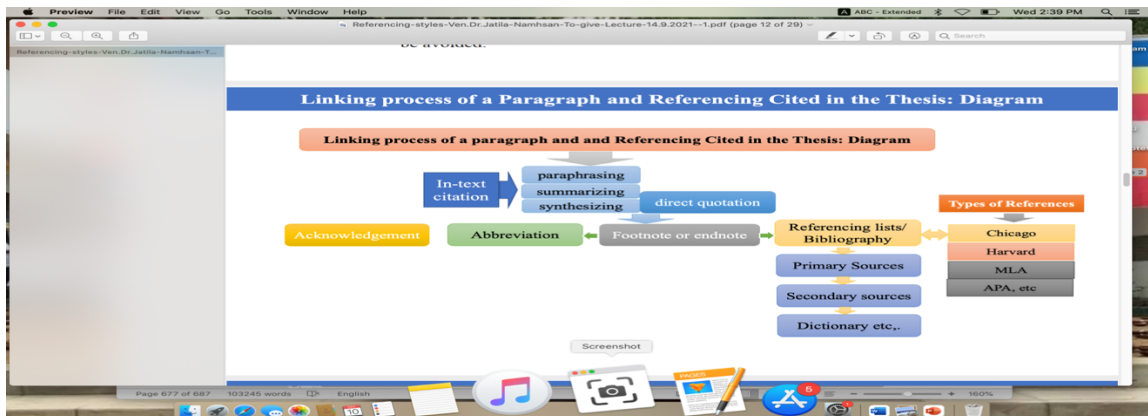 Preview File Edit View Go Tools Window Help
ABC - Extended
Wed 2:39 PM
Referencing-styles-Ven.Dr.Jatila-Namhsan-To-give-Lecture-14.9.2021--1.pdf (page 12 of 29)
Search
Referencing-styles-Ven.Dr.Jatila-Namhsan-T...
be avoided.
Linking process of a Paragraph and Referencing Cited in the Thesis: Diagram
Linking process of a paragraph and and Referencing Cited in the Thesis: Diagram
In-text
citation
paraphrasing
summarizing
synthesizing
direct quotation
Types of References
Acknowledgement
Abbreviation
Footnote or endnote
Referencing lists/
Bibliography
Chicago
Harvard
MLA
APA, etc
Primary Sources
Secondary sources
Dictionary etc,.
Screenshot
Page 677 of 687
103245 words
English
160%
PAGES
6
10